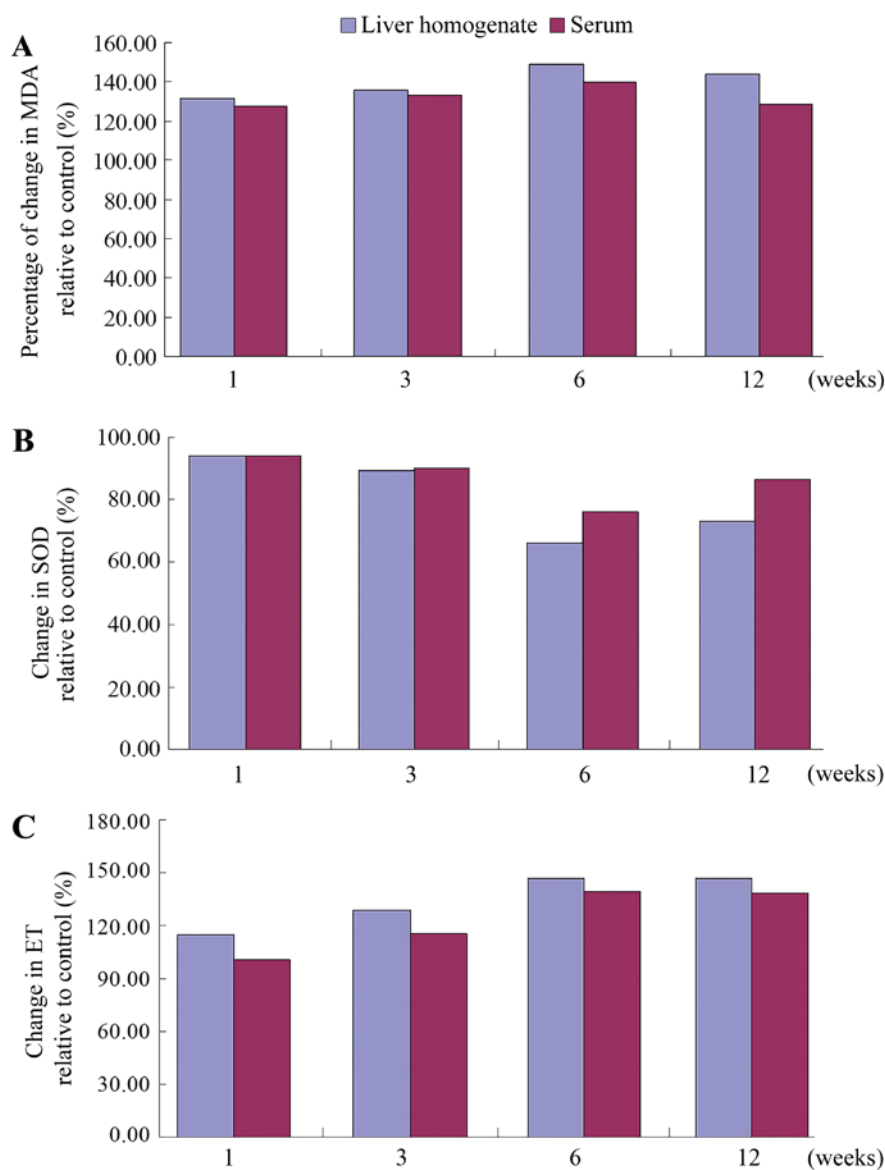 Liver homogenate Serum
A
Percentage of change in MDA
relative to control (%)
160.00
140.00
120.00
100.00
80.00
60.00
40.00
20.00
0.00
1 3 6 12 (weeks)
B
Change in SOD
relative to control (%)
100.00
80.00
60.00
40.00
20.00
0.00
1 3 6 12 (weeks)
C
Change in ET
relative to control (%)
180.00
150.00
120.00
90.00
60.00
30.00
0.00
1 3 6 12 (weeks)